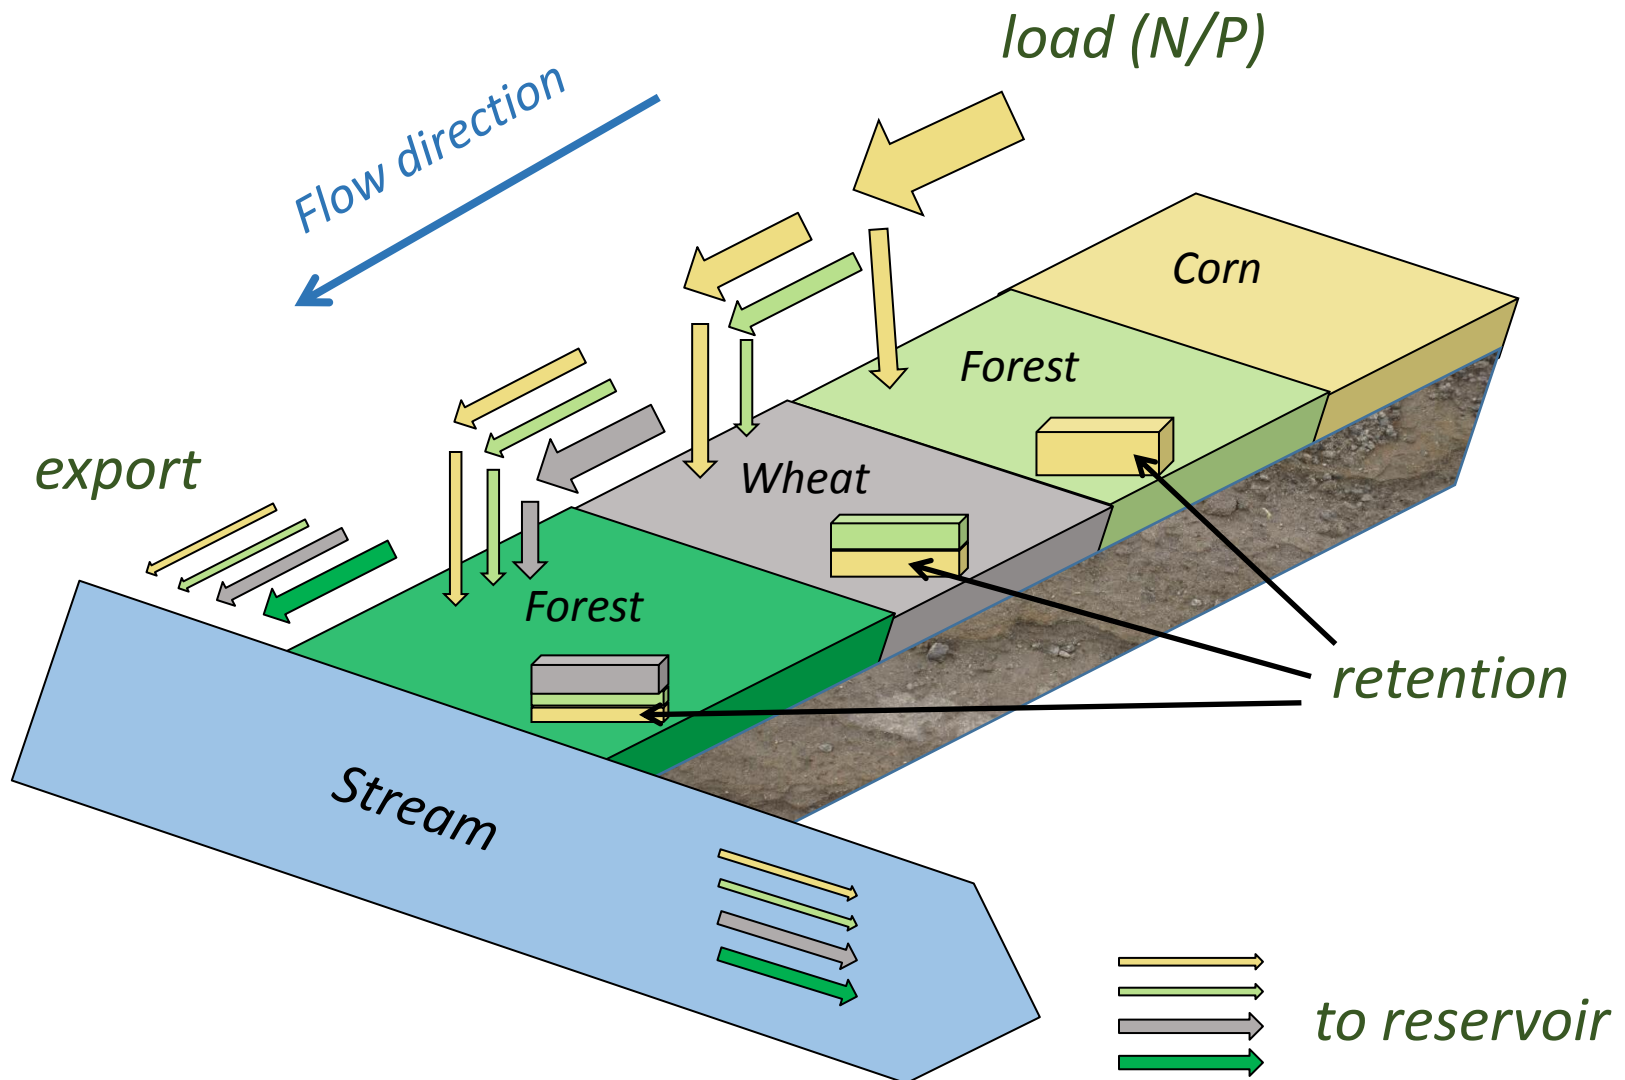 load (N/P)
Flow direction
Corn
Forest
export
Wheat
Forest
retention
Stream
to reservoir